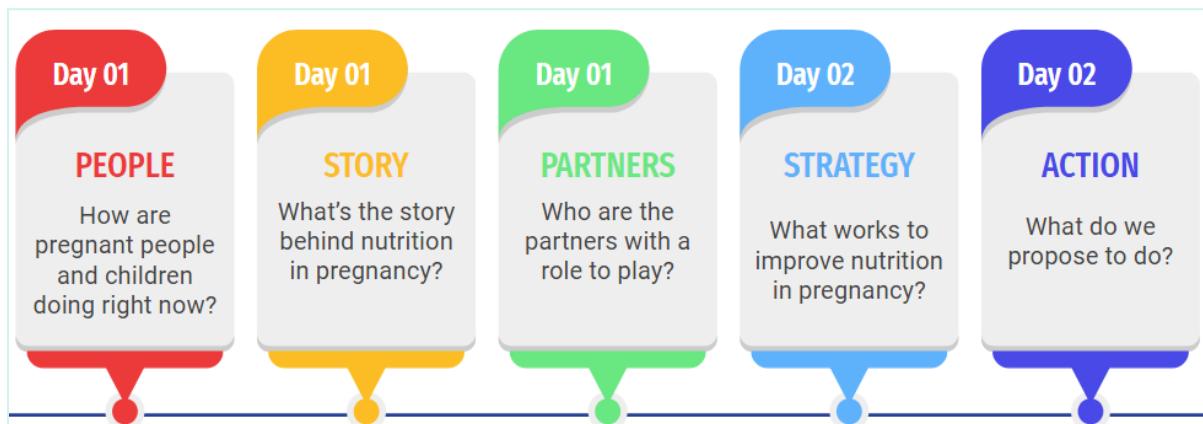 Day 01
PEOPLE
How are
pregnant people
and children
doing right now?
Day 01
STORY
What's the story
behind nutrition
in pregnancy?
Day 01
PARTNERS
Who are the
partners with a
role to play?
Day 02
STRATEGY
What works to
improve nutrition
in pregnancy?
Day 02
ACTION
What do we
propose to do?